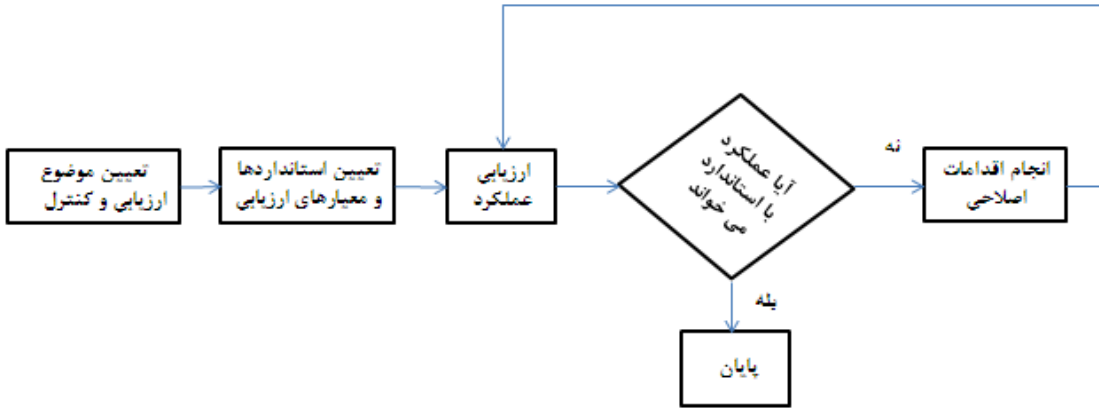 تعیین موضوع
ارزیابی و کنترل
تعیین استانداردها
و معیارهای ارزیابی
ارزیابی
عملکرد
آیا عملکرد
با استاندارد
می خواند
نه
انجام اقدامات
اصلاحی
بله
پایان